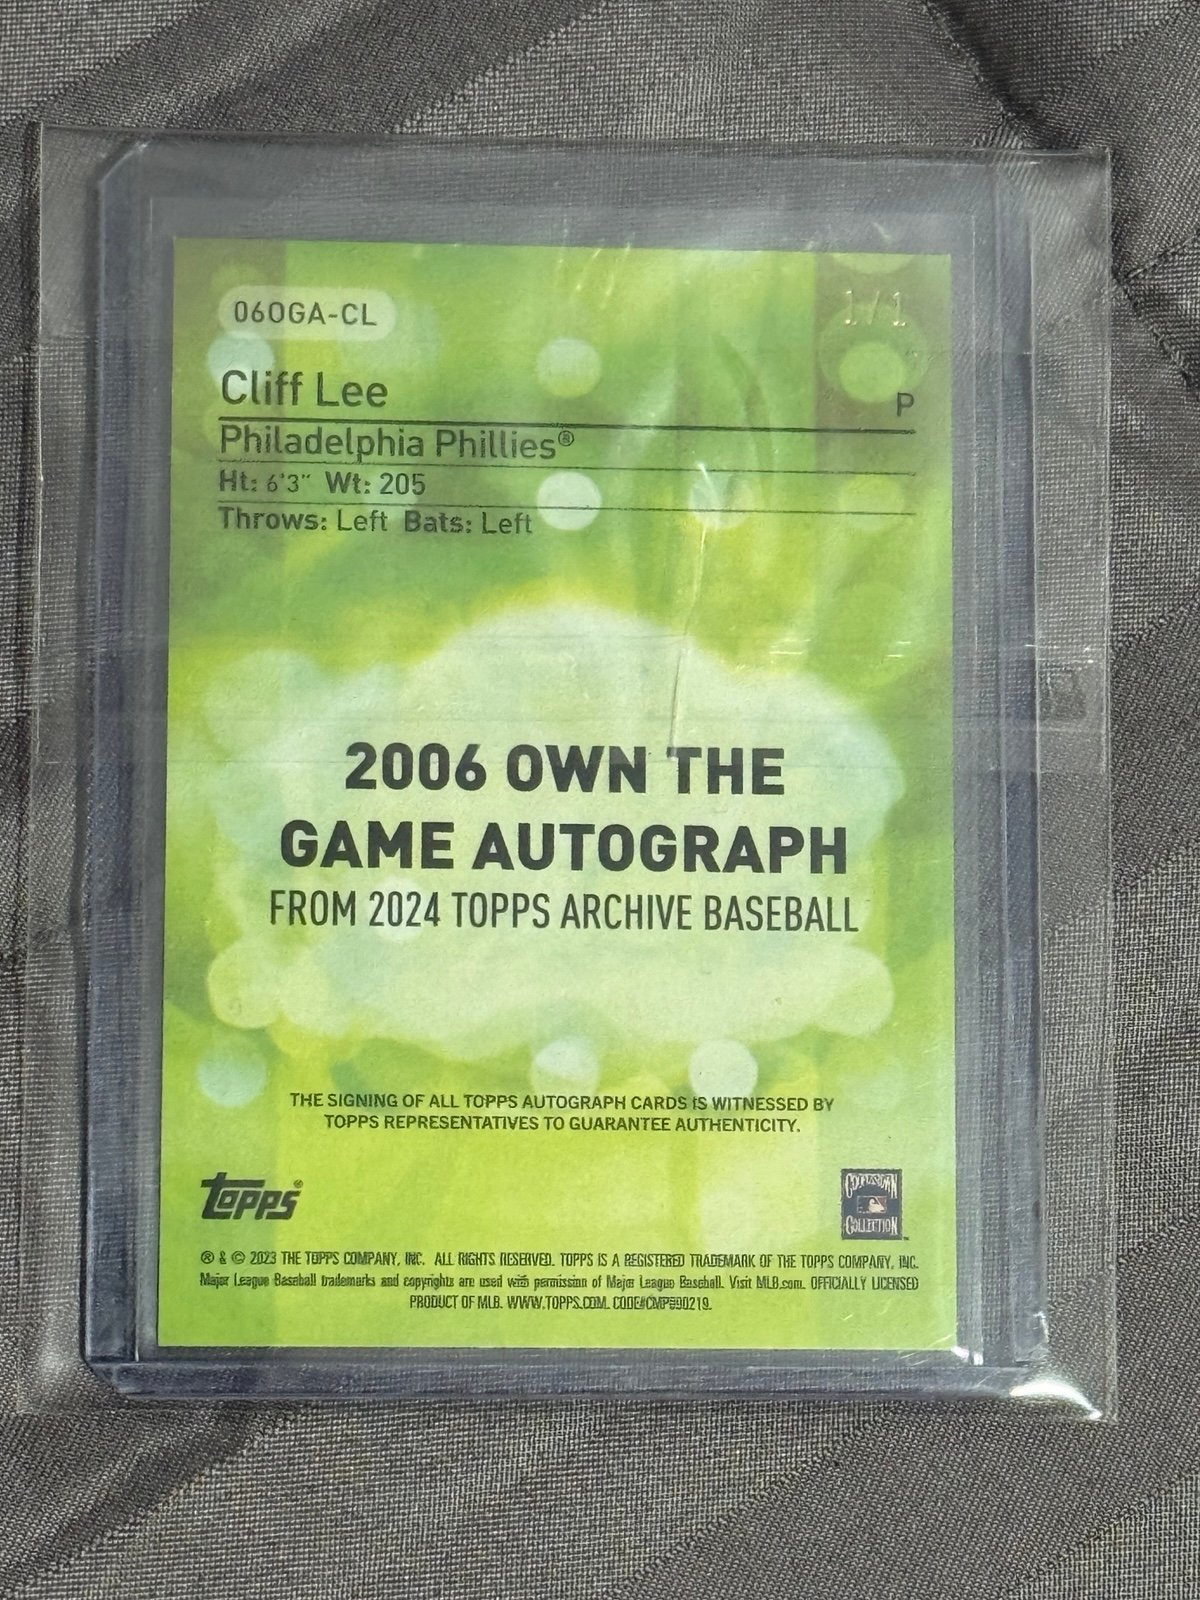 06OGA-CL
1/1
Cliff Lee
P
Philadelphia Phillies®
Ht: 6'3" Wt: 205
Throws: Left Bats: Left
2006 OWN THE
GAME AUTOGRAPH
FROM 2024 TOPPS ARCHIVE BASEBALL
THE SIGNING OF ALL TOPPS AUTOGRAPH CARDS IS WITNESSED BY
TOPPS REPRESENTATIVES TO GUARANTEE AUTHENTICITY.
topps®
COOPERSTOWN
COLLECTION
® & © 2023 THE TOPPS COMPANY, INC. ALL RIGHTS RESERVED. TOPPS IS A REGISTERED TRADEMARK OF THE TOPPS COMPANY, INC.
Major League Baseball trademarks and copyrights are used with permission of Major League Baseball. Visit MLB.com. OFFICIALLY LICENSED
PRODUCT OF MLB. WWW.TOPPS.COM. CODE#CMP090219.